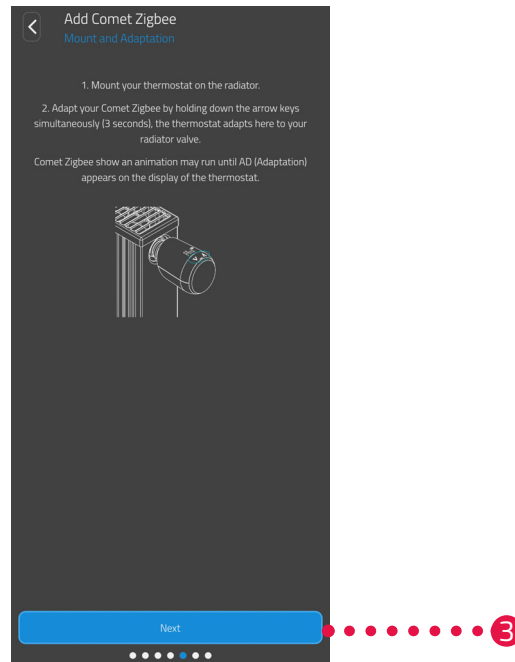 Add Comet Zigbee
Mount and Adaptation
1. Mount your thermostat on the radiator.
2. Adapt your Comet Zigbee by holding down the arrow keys
simultaneously (3 seconds), the thermostat adapts here to your
radiator valve.
Comet Zigbee show an animation may run until AD (Adaptation)
appears on the display of the thermostat.
Next
3